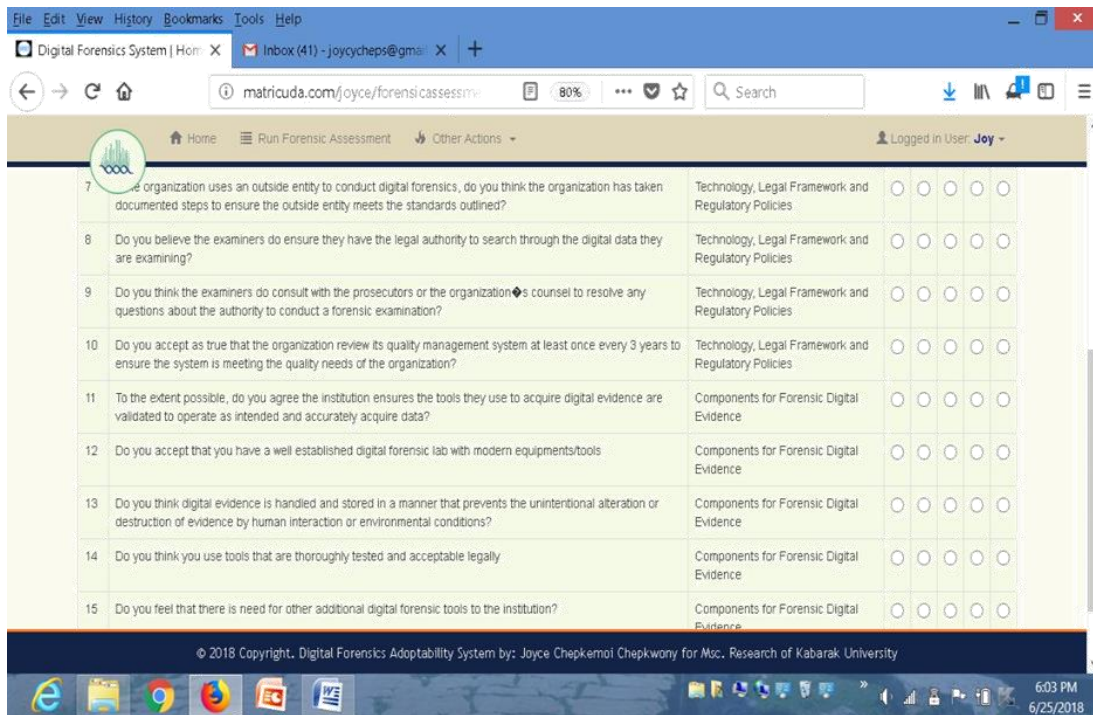 File Edit View History Bookmarks Tools Help
Digital Forensics System | Hom
Inbox (41) - joycycheps@gmai
matricuda.com/joyce/forensicassessme
80%
Search
Home
Run Forensic Assessment
Other Actions
Logged in User: Joy
7 organization uses an outside entity to conduct digital forensics, do you think the organization has taken
documented steps to ensure the outside entity meets the standards outlined?
Technology, Legal Framework and
Regulatory Policies
8 Do you believe the examiners do ensure they have the legal authority to search through the digital data they
are examining?
Technology, Legal Framework and
Regulatory Policies
9 Do you think the examiners do consult with the prosecutors or the organization�s counsel to resolve any
questions about the authority to conduct a forensic examination?
Technology, Legal Framework and
Regulatory Policies
10 Do you accept as true that the organization review its quality management system at least once every 3 years to
ensure the system is meeting the quality needs of the organization?
Technology, Legal Framework and
Regulatory Policies
11 To the extent possible, do you agree the institution ensures the tools they use to acquire digital evidence are
validated to operate as intended and accurately acquire data?
Components for Forensic Digital
Evidence
12 Do you accept that you have a well established digital forensic lab with modern equipments/tools
Components for Forensic Digital
Evidence
13 Do you think digital evidence is handled and stored in a manner that prevents the unintentional alteration or
destruction of evidence by human interaction or environmental conditions?
Components for Forensic Digital
Evidence
14 Do you think you use tools that are thoroughly tested and acceptable legally
Components for Forensic Digital
Evidence
15 Do you feel that there is need for other additional digital forensic tools to the institution?
Components for Forensic Digital
Evidence
© 2018 Copyright. Digital Forensics Adoptability System by: Joyce Chepkemoi Chepkwony for Msc. Research of Kabarak University
6:03 PM
6/25/2018